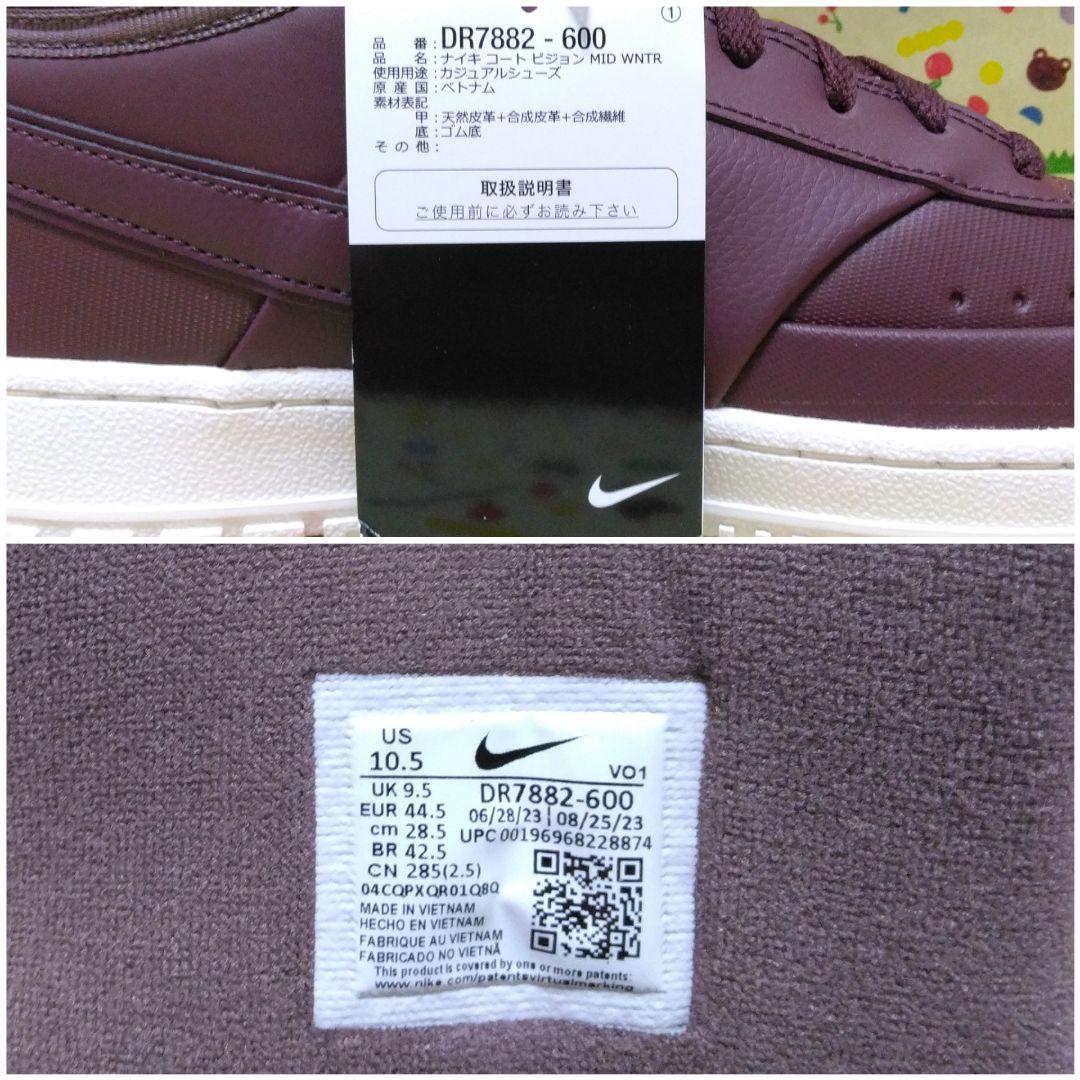 ①
品 番：DR7882 - 600
品 名：ナイキ コート ビジョン MID WNTR
使用用途：カジュアルシューズ
原 産 国：ベトナム
素材表記
甲：天然皮革+合成皮革+合成繊維
底：ゴム底
そ の 他：
取扱説明書
ご使用前に必ずお読み下さい
US
10.5
VO1
UK 9.5
DR7882-600
EUR 44.5
06/28/23 | 08/25/23
cm 28.5
UPC 00196968228874
BR 42.5
CN 285(2.5)
04CQPXQR01Q8Q
MADE IN VIETNAM
HECHO EN VIETNAM
FABRIQUE AU VIETNAM
FABRICADO NO VIETNÃ
This product is covered by one or more patents:
www.nike.com/patentsvirtualmarking